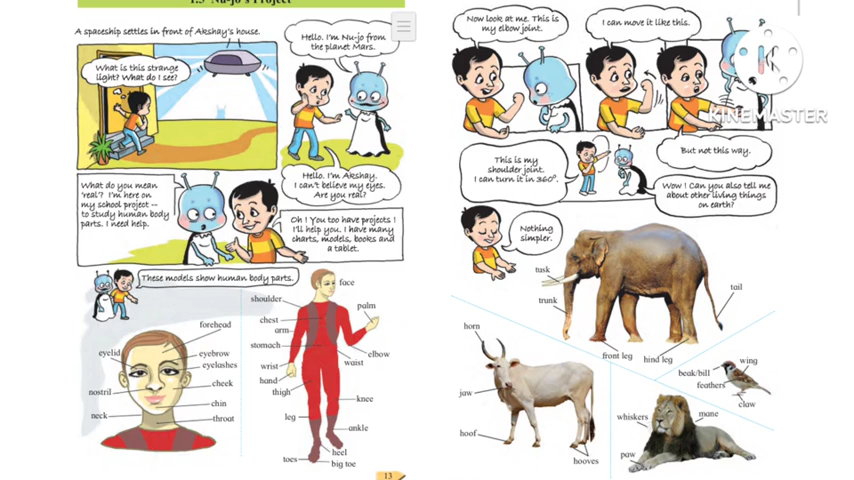 1.3 Nu-jo's Project
A spaceship settles in front of Akshay's house.
What is this strange
light? What do I see?
Hello. I'm Nu-jo from
the planet Mars.
Hello. I'm Akshay.
I can't believe my eyes.
Are you real?
What do you mean
'real'? I'm here on
my school project --
to study human body
parts. I need help.
Oh! You too have projects!
I'll help you. I have many
charts, models, books and
a tablet.
These models show human body parts.
forehead
eyelid
eyebrow
eyelashes
cheek
nostril
chin
neck
throat
face
shoulder
palm
chest
arm
stomach
elbow
waist
wrist
hand
thigh
knee
leg
ankle
heel
toes
big toe
13
Now look at me. This is
my elbow joint.
I can move it like this.
KINEMASTER
But not this way.
This is my
shoulder joint.
I can turn it in 360°.
Wow! Can you also tell me
about other living things
on earth?
Nothing
simpler.
tusk
trunk
tail
front leg
hind leg
horn
jaw
hoof
hooves
wing
beak/bill
feathers
claw
whiskers
mane
paw